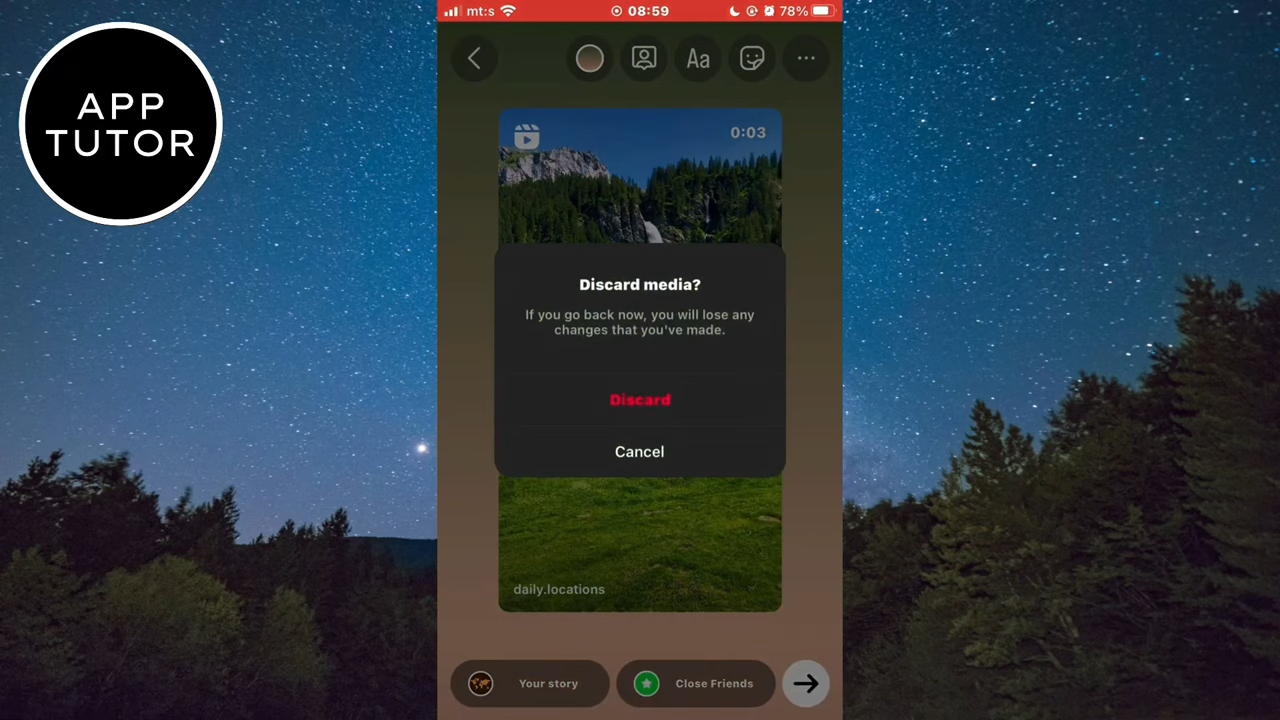 APP
TUTOR
mt:s
08:59
78%
Aa
0:03
Discard media?
If you go back now, you will lose any
changes that you've made.
Discard
Cancel
daily.locations
Your story
Close Friends